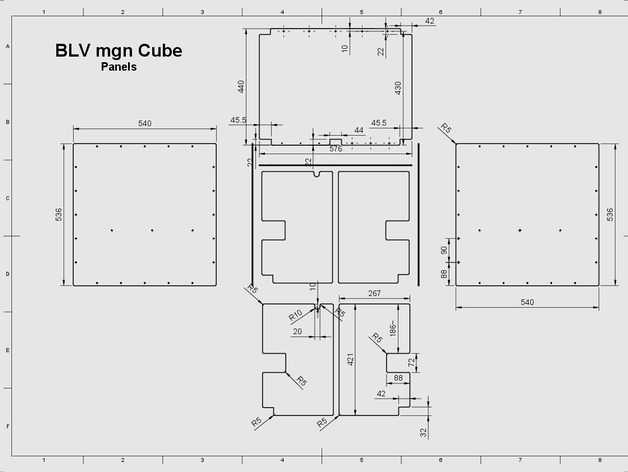 1 2 3 4 5 6 7 8
A
BLV mgn Cube
Panels
42
10
22
440
430
B
45.5
44
45.5
540
576
R5
22
22
C
536
536
D
90
88
R5
10
267
540
R10
R5
20
186~
R5
E
421
72
R5
88
42
F
R5
R5
32
1 2 3 4 5 6 7 8
A
B
C
D
E
F